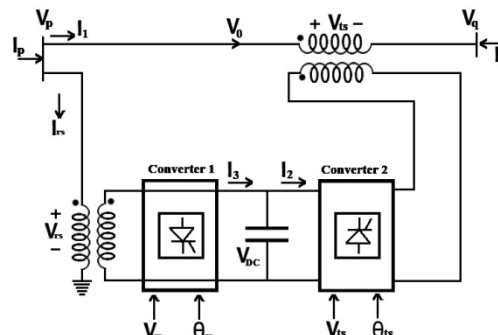 Vp I1 V0 + Vts − Vq
Ip I
Irs
Converter 1 I3 I2 Converter 2
+
Vrs
−
VDC
Vts θts